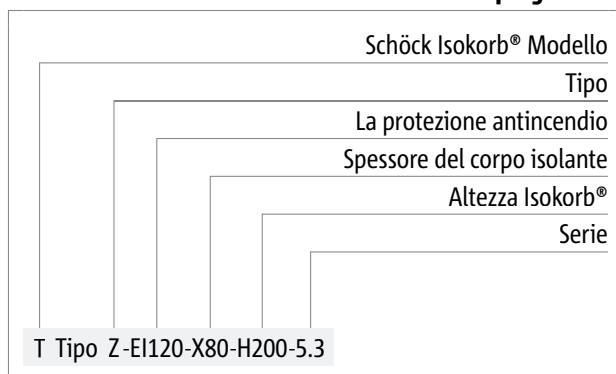 Schöck Isokorb® Modello
Tipo
La protezione antincendio
Spessore del corpo isolante
Altezza Isokorb®
Serie
T Tipo Z-EI120-X80-H200-5.3